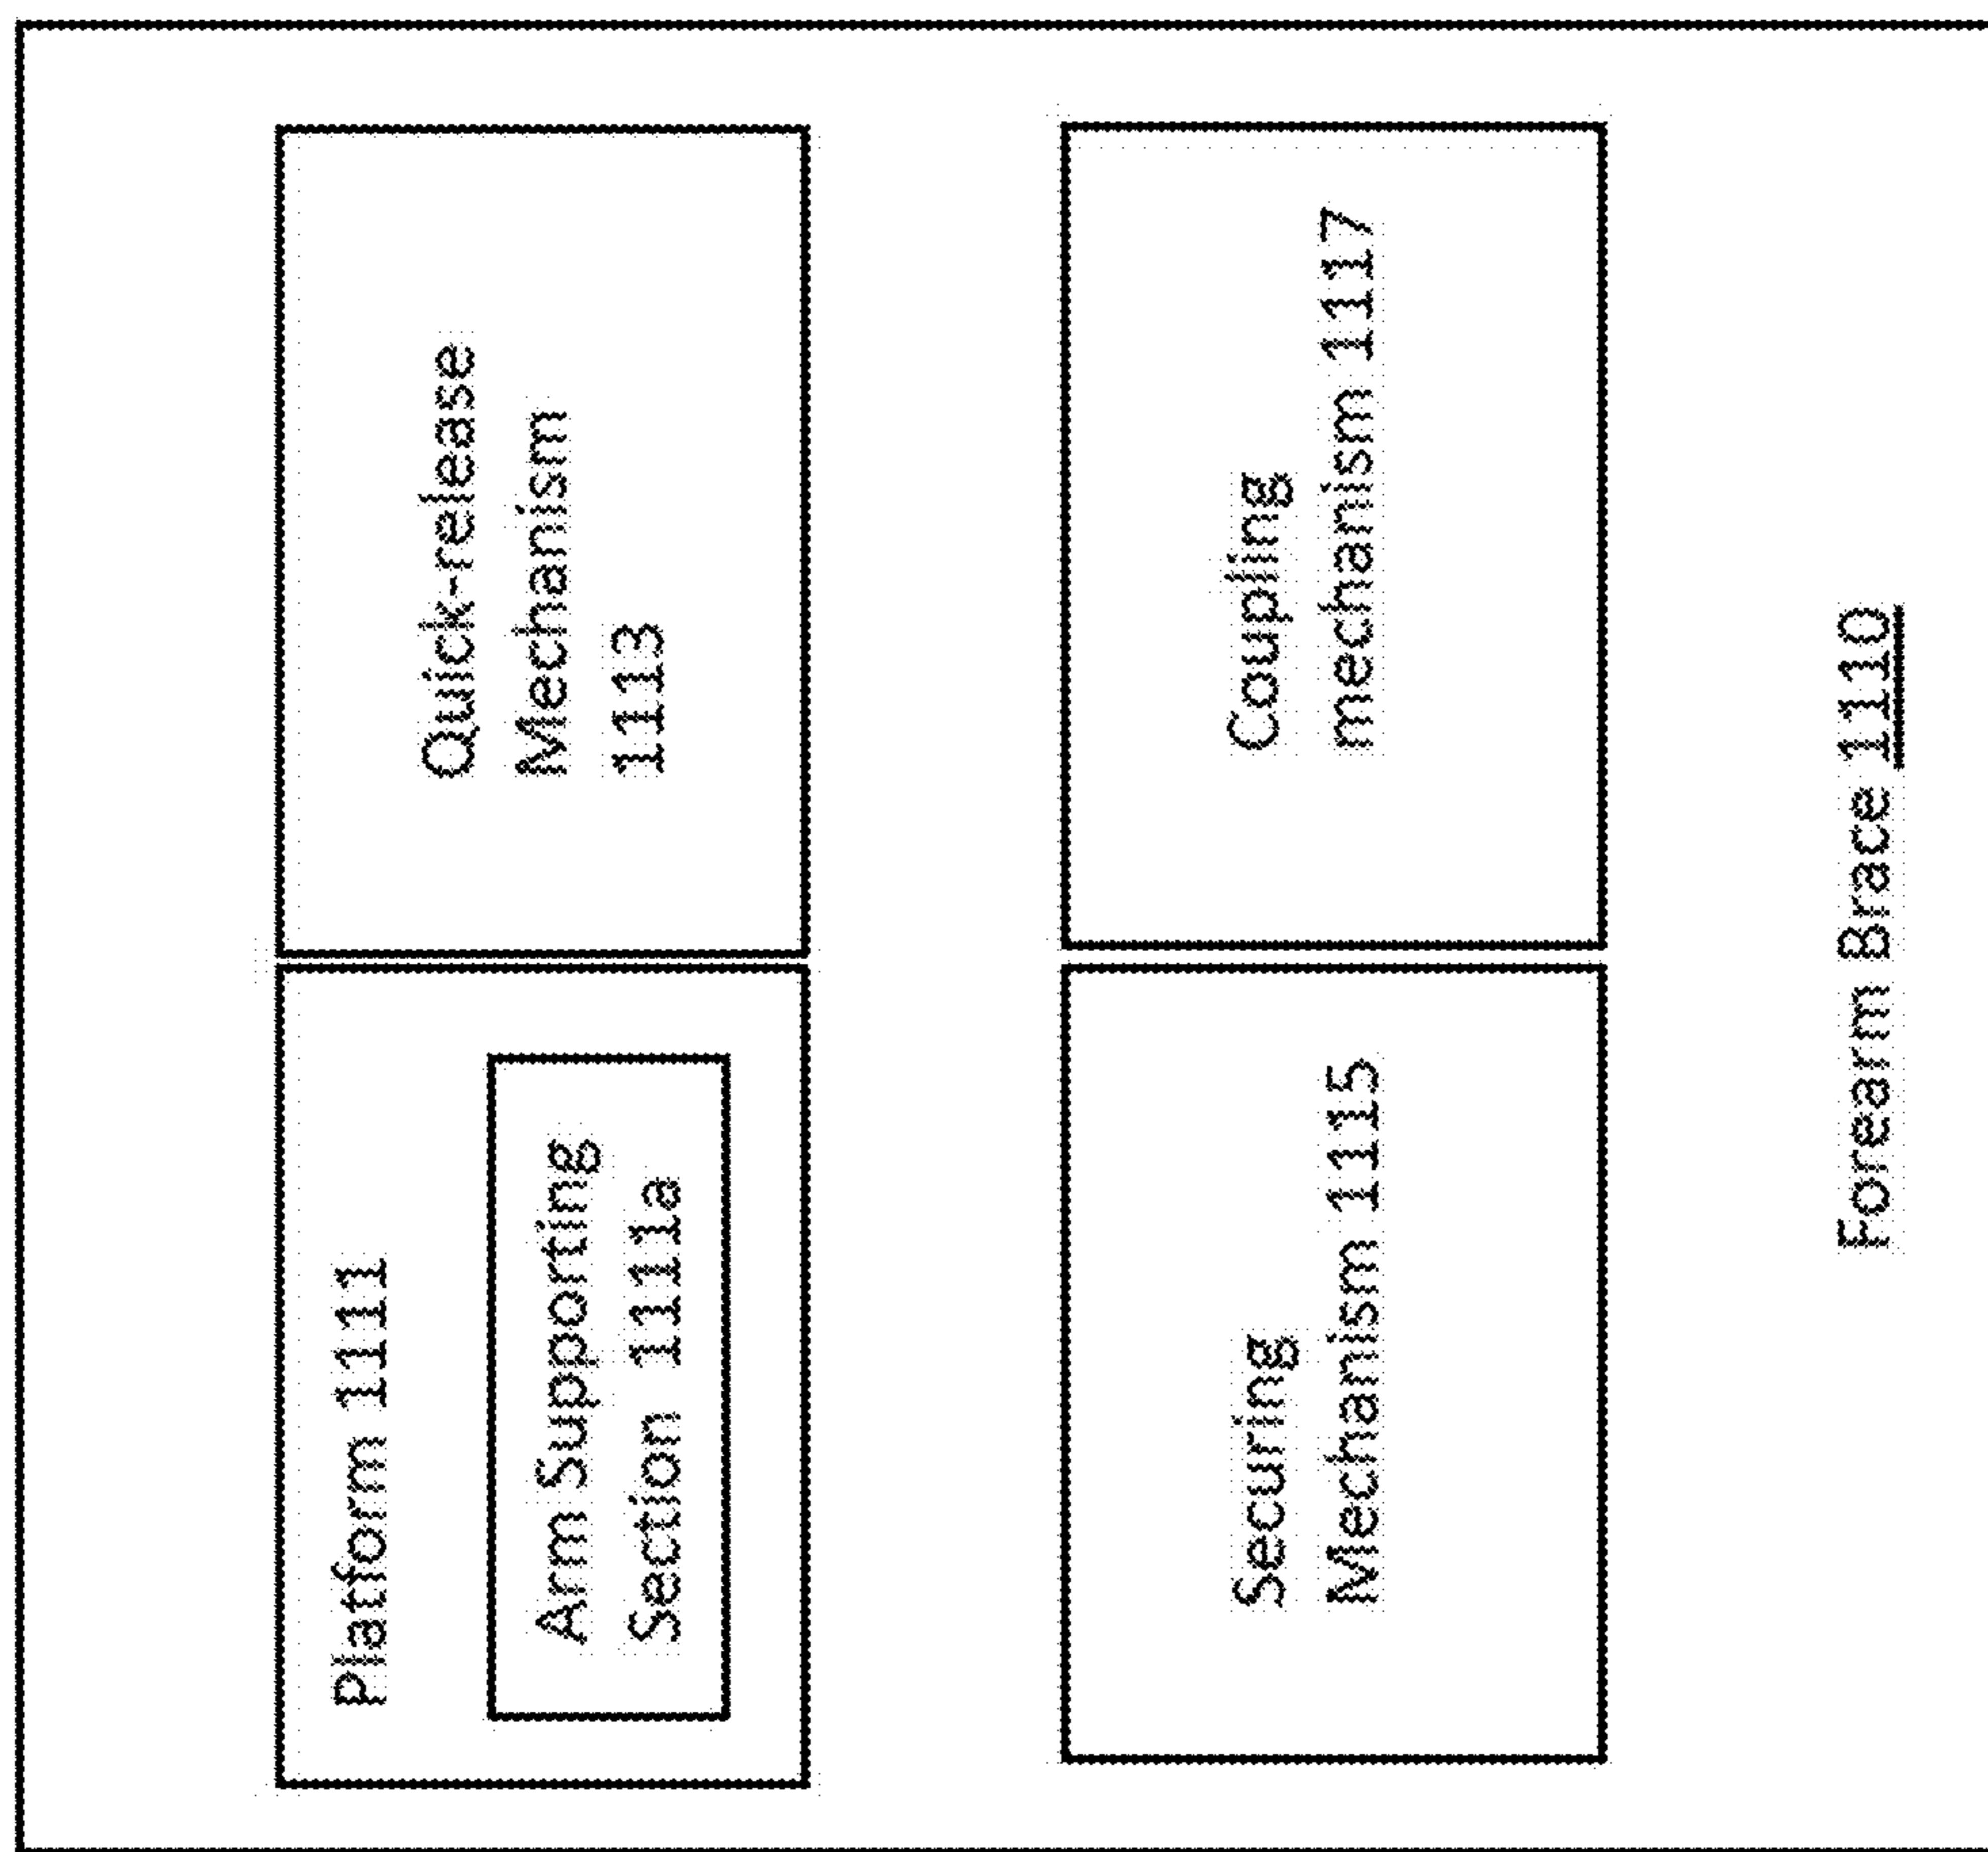 Platform 1111
Arm Supporting
Section 1111a
Quick-release
Mechanism
1113
Securing
Mechanism 1115
Coupling
mechanism 1117
Forearm Brace 1110